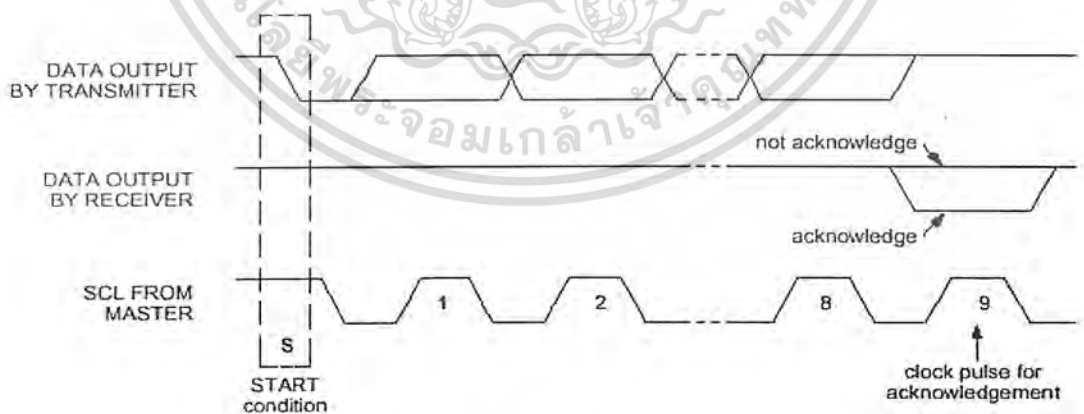 DATA OUTPUT
BY TRANSMITTER
DATA OUTPUT
BY RECEIVER
not acknowledge
acknowledge
SCL FROM
MASTER
1
2
8
9
S
START
condition
clock pulse for
acknowledgement